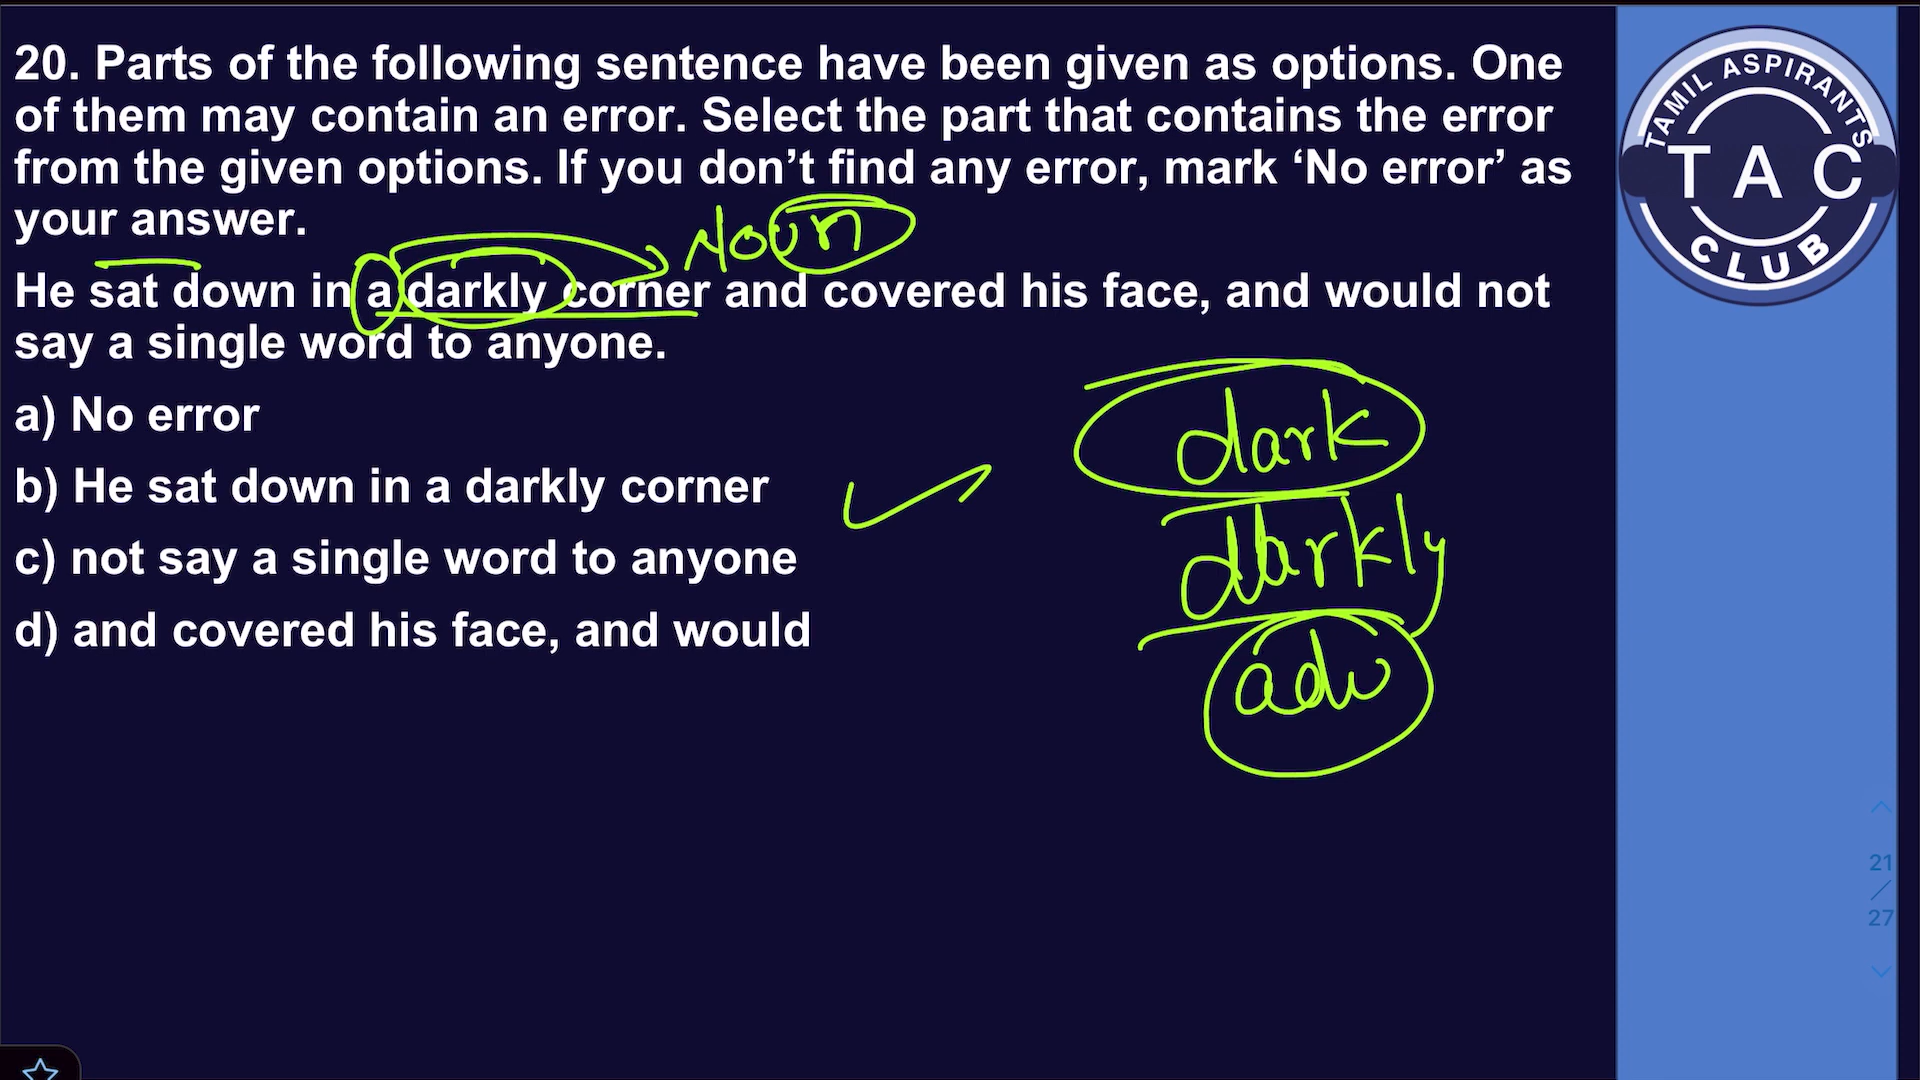 20. Parts of the following sentence have been given as options. One
of them may contain an error. Select the part that contains the error
from the given options. If you don’t find any error, mark ‘No error’ as
your answer.
Noun
He sat down in a darkly corner and covered his face, and would not
say a single word to anyone.
a) No error
b) He sat down in a darkly corner
c) not say a single word to anyone
d) and covered his face, and would
dark
darkly
adv
TAMIL ASPIRANTS
TAC
CLUB
21
/
27